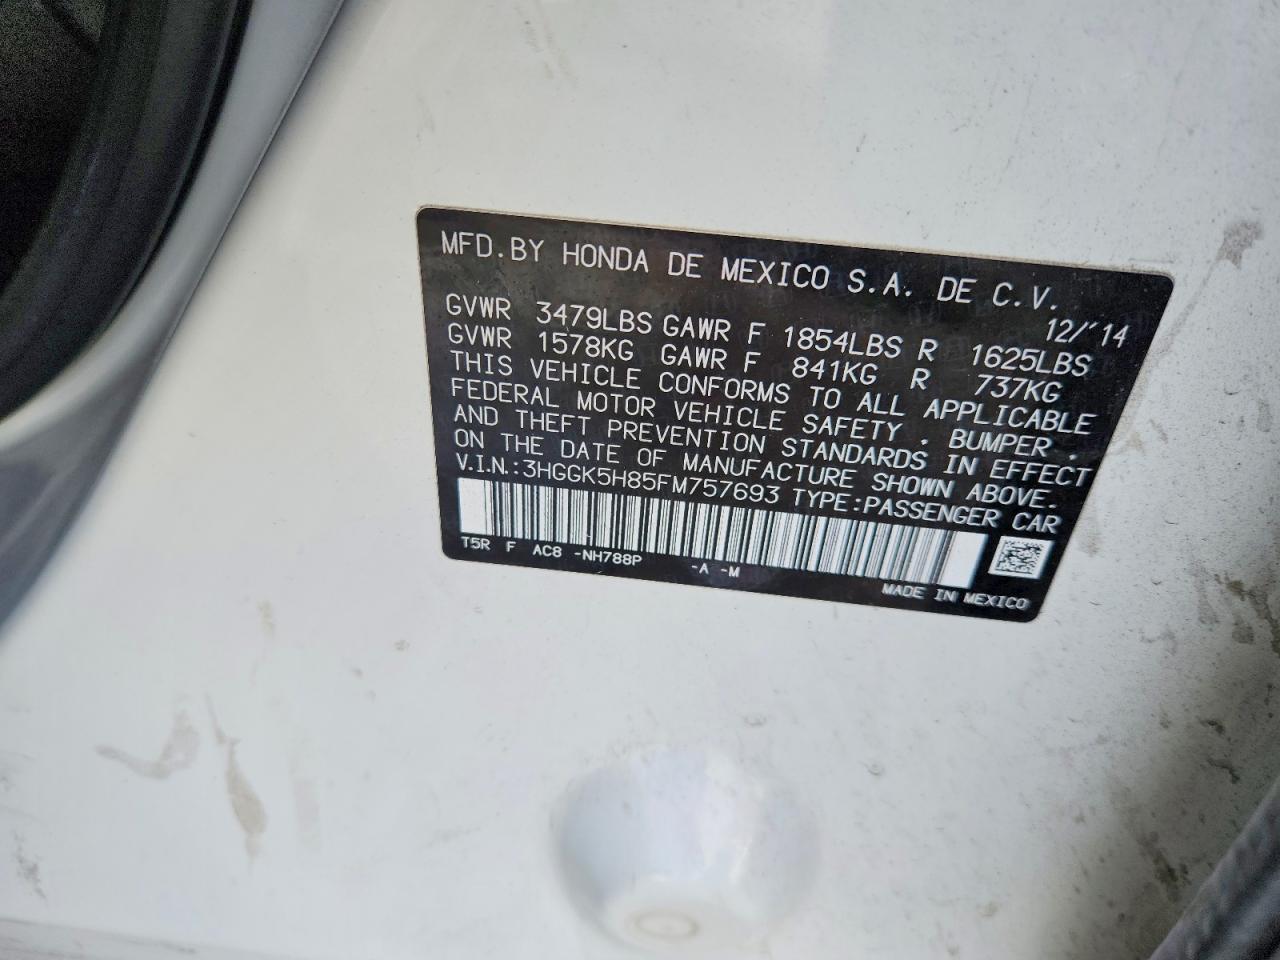 MFD.BY HONDA DE MEXICO S.A. DE C.V.
12/'14
GVWR 3479LBS GAWR F 1854LBS R 1625LBS
GVWR 1578KG GAWR F 841KG R 737KG
THIS VEHICLE CONFORMS TO ALL APPLICABLE
FEDERAL MOTOR VEHICLE SAFETY , BUMPER ,
AND THEFT PREVENTION STANDARDS IN EFFECT
ON THE DATE OF MANUFACTURE SHOWN ABOVE.
V.I.N.:3HGGK5H85FM757693 TYPE:PASSENGER CAR
T5R F AC8 -NH788P -A -M
MADE IN MEXICO